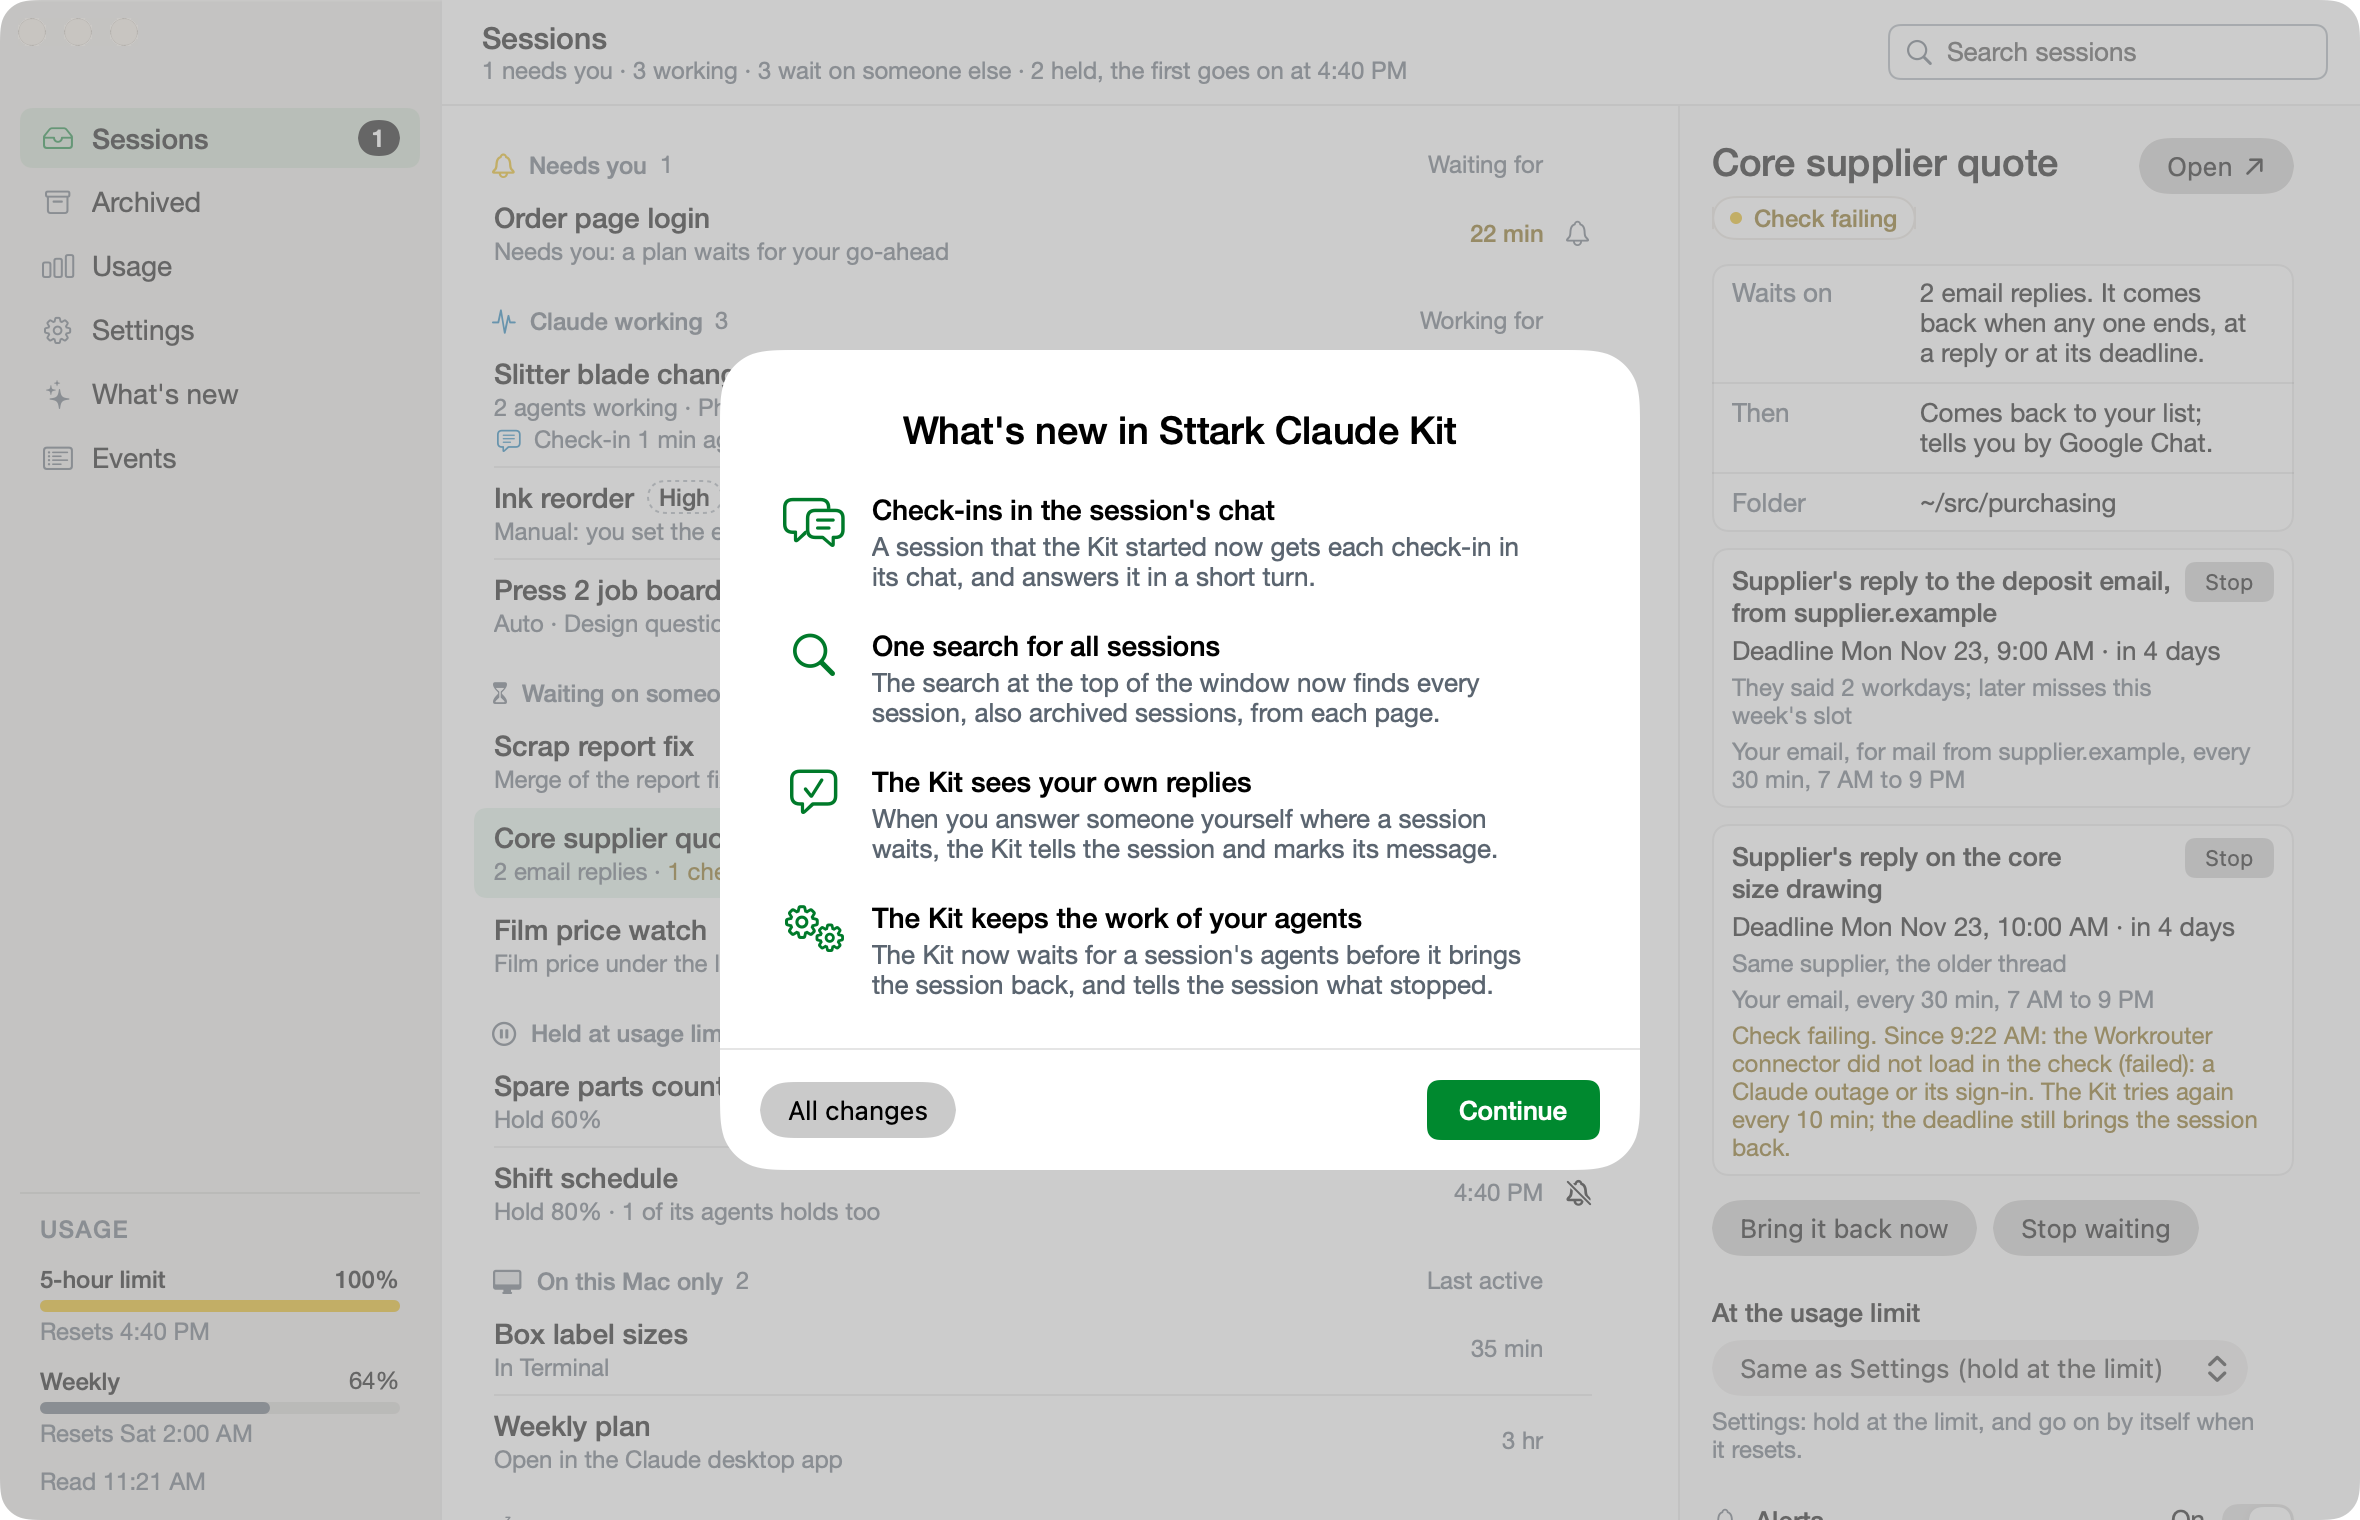 Sessions
1 needs you · 3 working · 3 wait on someone else · 2 held, the first goes on at 4:40 PM
Search sessions
Sessions 1
Archived
Usage
Settings
What's new
Events
USAGE
5-hour limit 100%
Resets 4:40 PM
Weekly 64%
Resets Sat 2:00 AM
Read 11:21 AM
Needs you 1 Waiting for
Order page login
Needs you: a plan waits for your go-ahead
22 min
Claude working 3 Working for
Slitter blade chang
2 agents working · Ph
Check-in 1 min ag
Ink reorder High
Manual: you set the e
Press 2 job board
Auto · Design questio
Waiting on someo
Scrap report fix
Merge of the report fi
Core supplier quo
2 email replies · 1 che
Film price watch
Film price under the l
Held at usage lim
Spare parts count
Hold 60%
Shift schedule
Hold 80% · 1 of its agents holds too
4:40 PM
On this Mac only 2 Last active
Box label sizes
In Terminal
35 min
Weekly plan
Open in the Claude desktop app
3 hr
What's new in Sttark Claude Kit
Check-ins in the session's chat
A session that the Kit started now gets each check-in in
its chat, and answers it in a short turn.
One search for all sessions
The search at the top of the window now finds every
session, also archived sessions, from each page.
The Kit sees your own replies
When you answer someone yourself where a session
waits, the Kit tells the session and marks its message.
The Kit keeps the work of your agents
The Kit now waits for a session's agents before it brings
the session back, and tells the session what stopped.
All changes
Continue
Core supplier quote
Open
Check failing
Waits on
2 email replies. It comes
back when any one ends, at
a reply or at its deadline.
Then
Comes back to your list;
tells you by Google Chat.
Folder
~/src/purchasing
Supplier's reply to the deposit email,
from supplier.example
Stop
Deadline Mon Nov 23, 9:00 AM · in 4 days
They said 2 workdays; later misses this
week's slot
Your email, for mail from supplier.example, every
30 min, 7 AM to 9 PM
Supplier's reply on the core
size drawing
Stop
Deadline Mon Nov 23, 10:00 AM · in 4 days
Same supplier, the older thread
Your email, every 30 min, 7 AM to 9 PM
Check failing. Since 9:22 AM: the Workrouter
connector did not load in the check (failed): a
Claude outage or its sign-in. The Kit tries again
every 10 min; the deadline still brings the session
back.
Bring it back now
Stop waiting
At the usage limit
Same as Settings (hold at the limit)
Settings: hold at the limit, and go on by itself when
it resets.
Alerts On